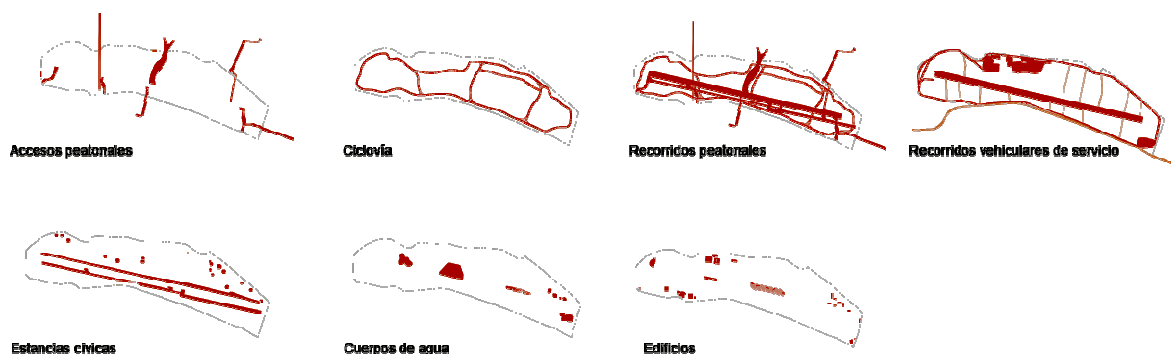 Accesos peatonales
Ciclovía
Recorridos peatonales
Recorridos vehiculares de servicio
Estancias cívicas
Cuerpos de agua
Edificios